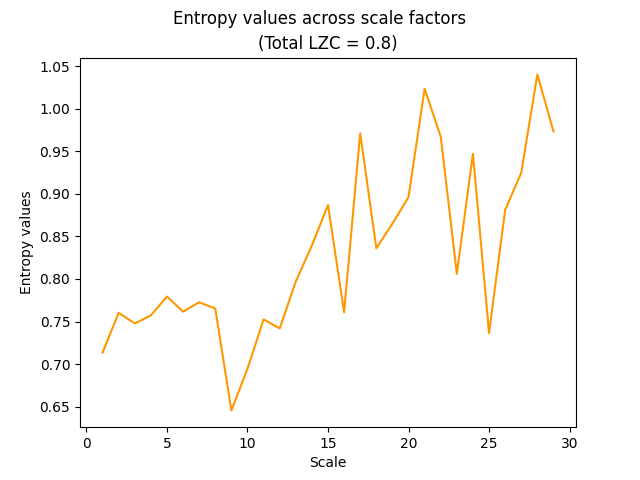 Entropy values across scale factors
(Total LZC = 0.8)
1.05
1.00
0.95
0.90
0.85
0.80
0.75
0.70
0.65
Entropy values
0 5 10 15 20 25 30
Scale